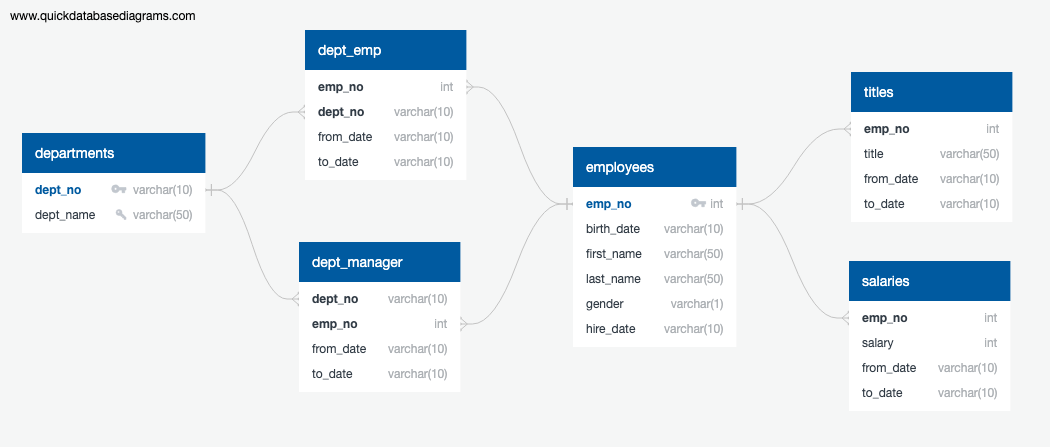 www.quickdatabasediagrams.com
departments
dept_no varchar(10)
dept_name varchar(50)
dept_emp
emp_no int
dept_no varchar(10)
from_date varchar(10)
to_date varchar(10)
dept_manager
dept_no varchar(10)
emp_no int
from_date varchar(10)
to_date varchar(10)
employees
emp_no int
birth_date varchar(10)
first_name varchar(50)
last_name varchar(50)
gender varchar(1)
hire_date varchar(10)
titles
emp_no int
title varchar(50)
from_date varchar(10)
to_date varchar(10)
salaries
emp_no int
salary int
from_date varchar(10)
to_date varchar(10)